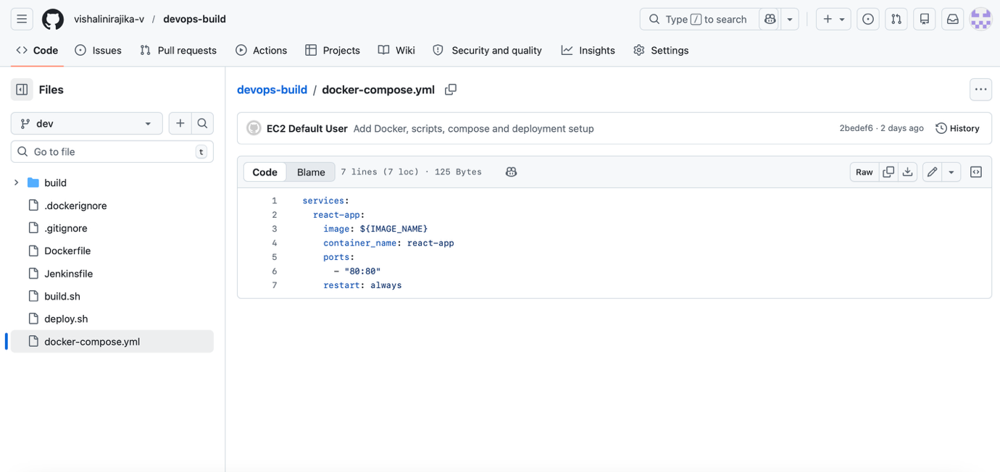 vishalinirajika-v / devops-build
Type / to search
Code Issues Pull requests Actions Projects Wiki Security and quality Insights Settings
Files
dev
Go to file t
build
.dockerignore
.gitignore
Dockerfile
Jenkinsfile
build.sh
deploy.sh
docker-compose.yml
devops-build / docker-compose.yml
EC2 Default User Add Docker, scripts, compose and deployment setup 2bedef6 · 2 days ago History
Code Blame 7 lines (7 loc) · 125 Bytes Raw
1 services:
2 react-app:
3 image: ${IMAGE_NAME}
4 container_name: react-app
5 ports:
6 - "80:80"
7 restart: always